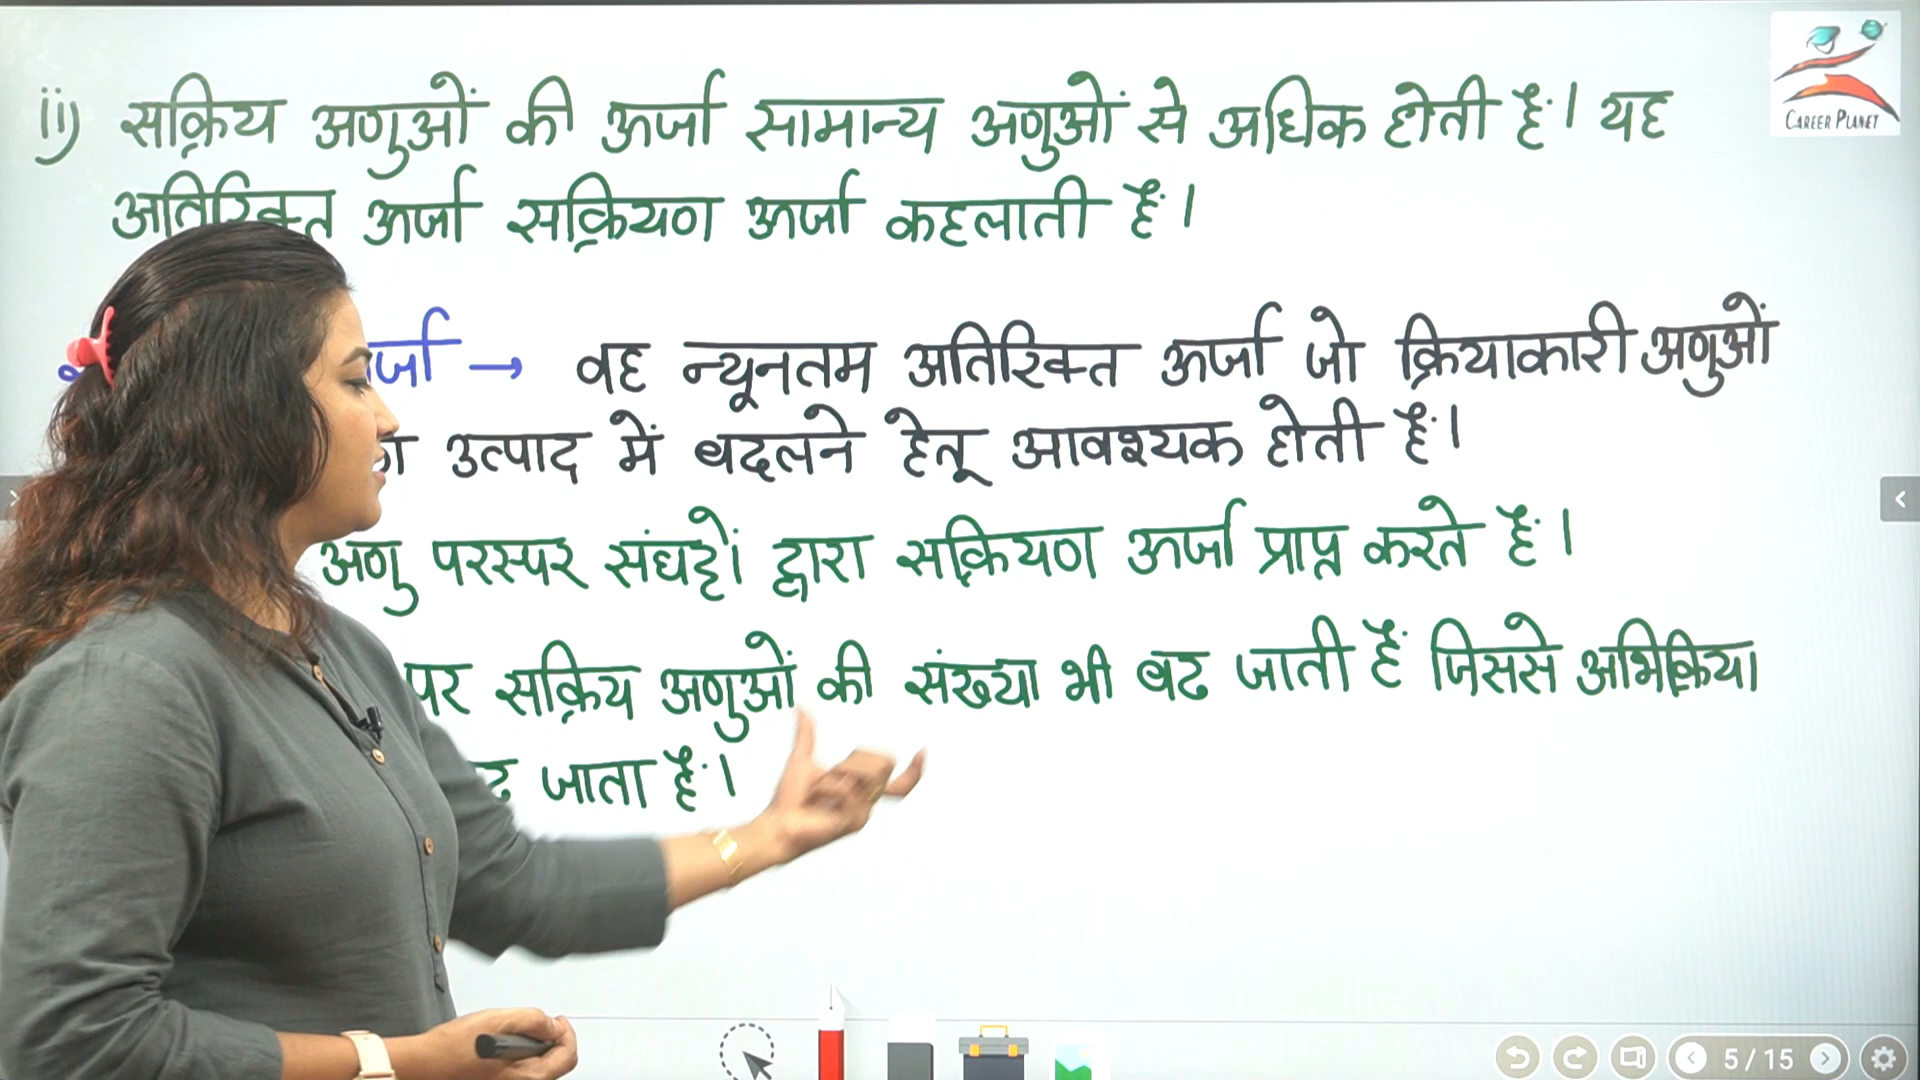 ii) सक्रिय अणुओं की ऊर्जा सामान्य अणुओं से अधिक होती है। यह
अतिरिक्त ऊर्जा सक्रियण ऊर्जा कहलाती है।
→ वह न्यूनतम अतिरिक्त ऊर्जा जो क्रियाकारी अणुओं
उत्पाद में बदलने हेतू आवश्यक होती है।
अणु परस्पर संघट्टों द्वारा सक्रियण ऊर्जा प्राप्त करते हैं।
पर सक्रिय अणुओं की संख्या भी बढ जाती हैं जिससे अभिक्रिया
जाता है।
CAREER PLANET
5/15